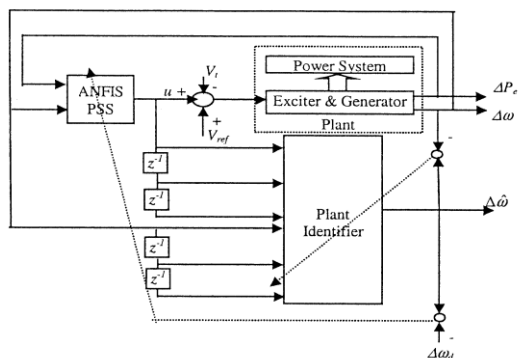 Power System
ANFIS
PSS
V_t
-
u +
Exciter & Generator
ΔP_e
Δω
Plant
+
V_ref
-
z^-1
z^-1
Plant
Identifier
Δω̂
z^-1
z^-1
-
Δω_d